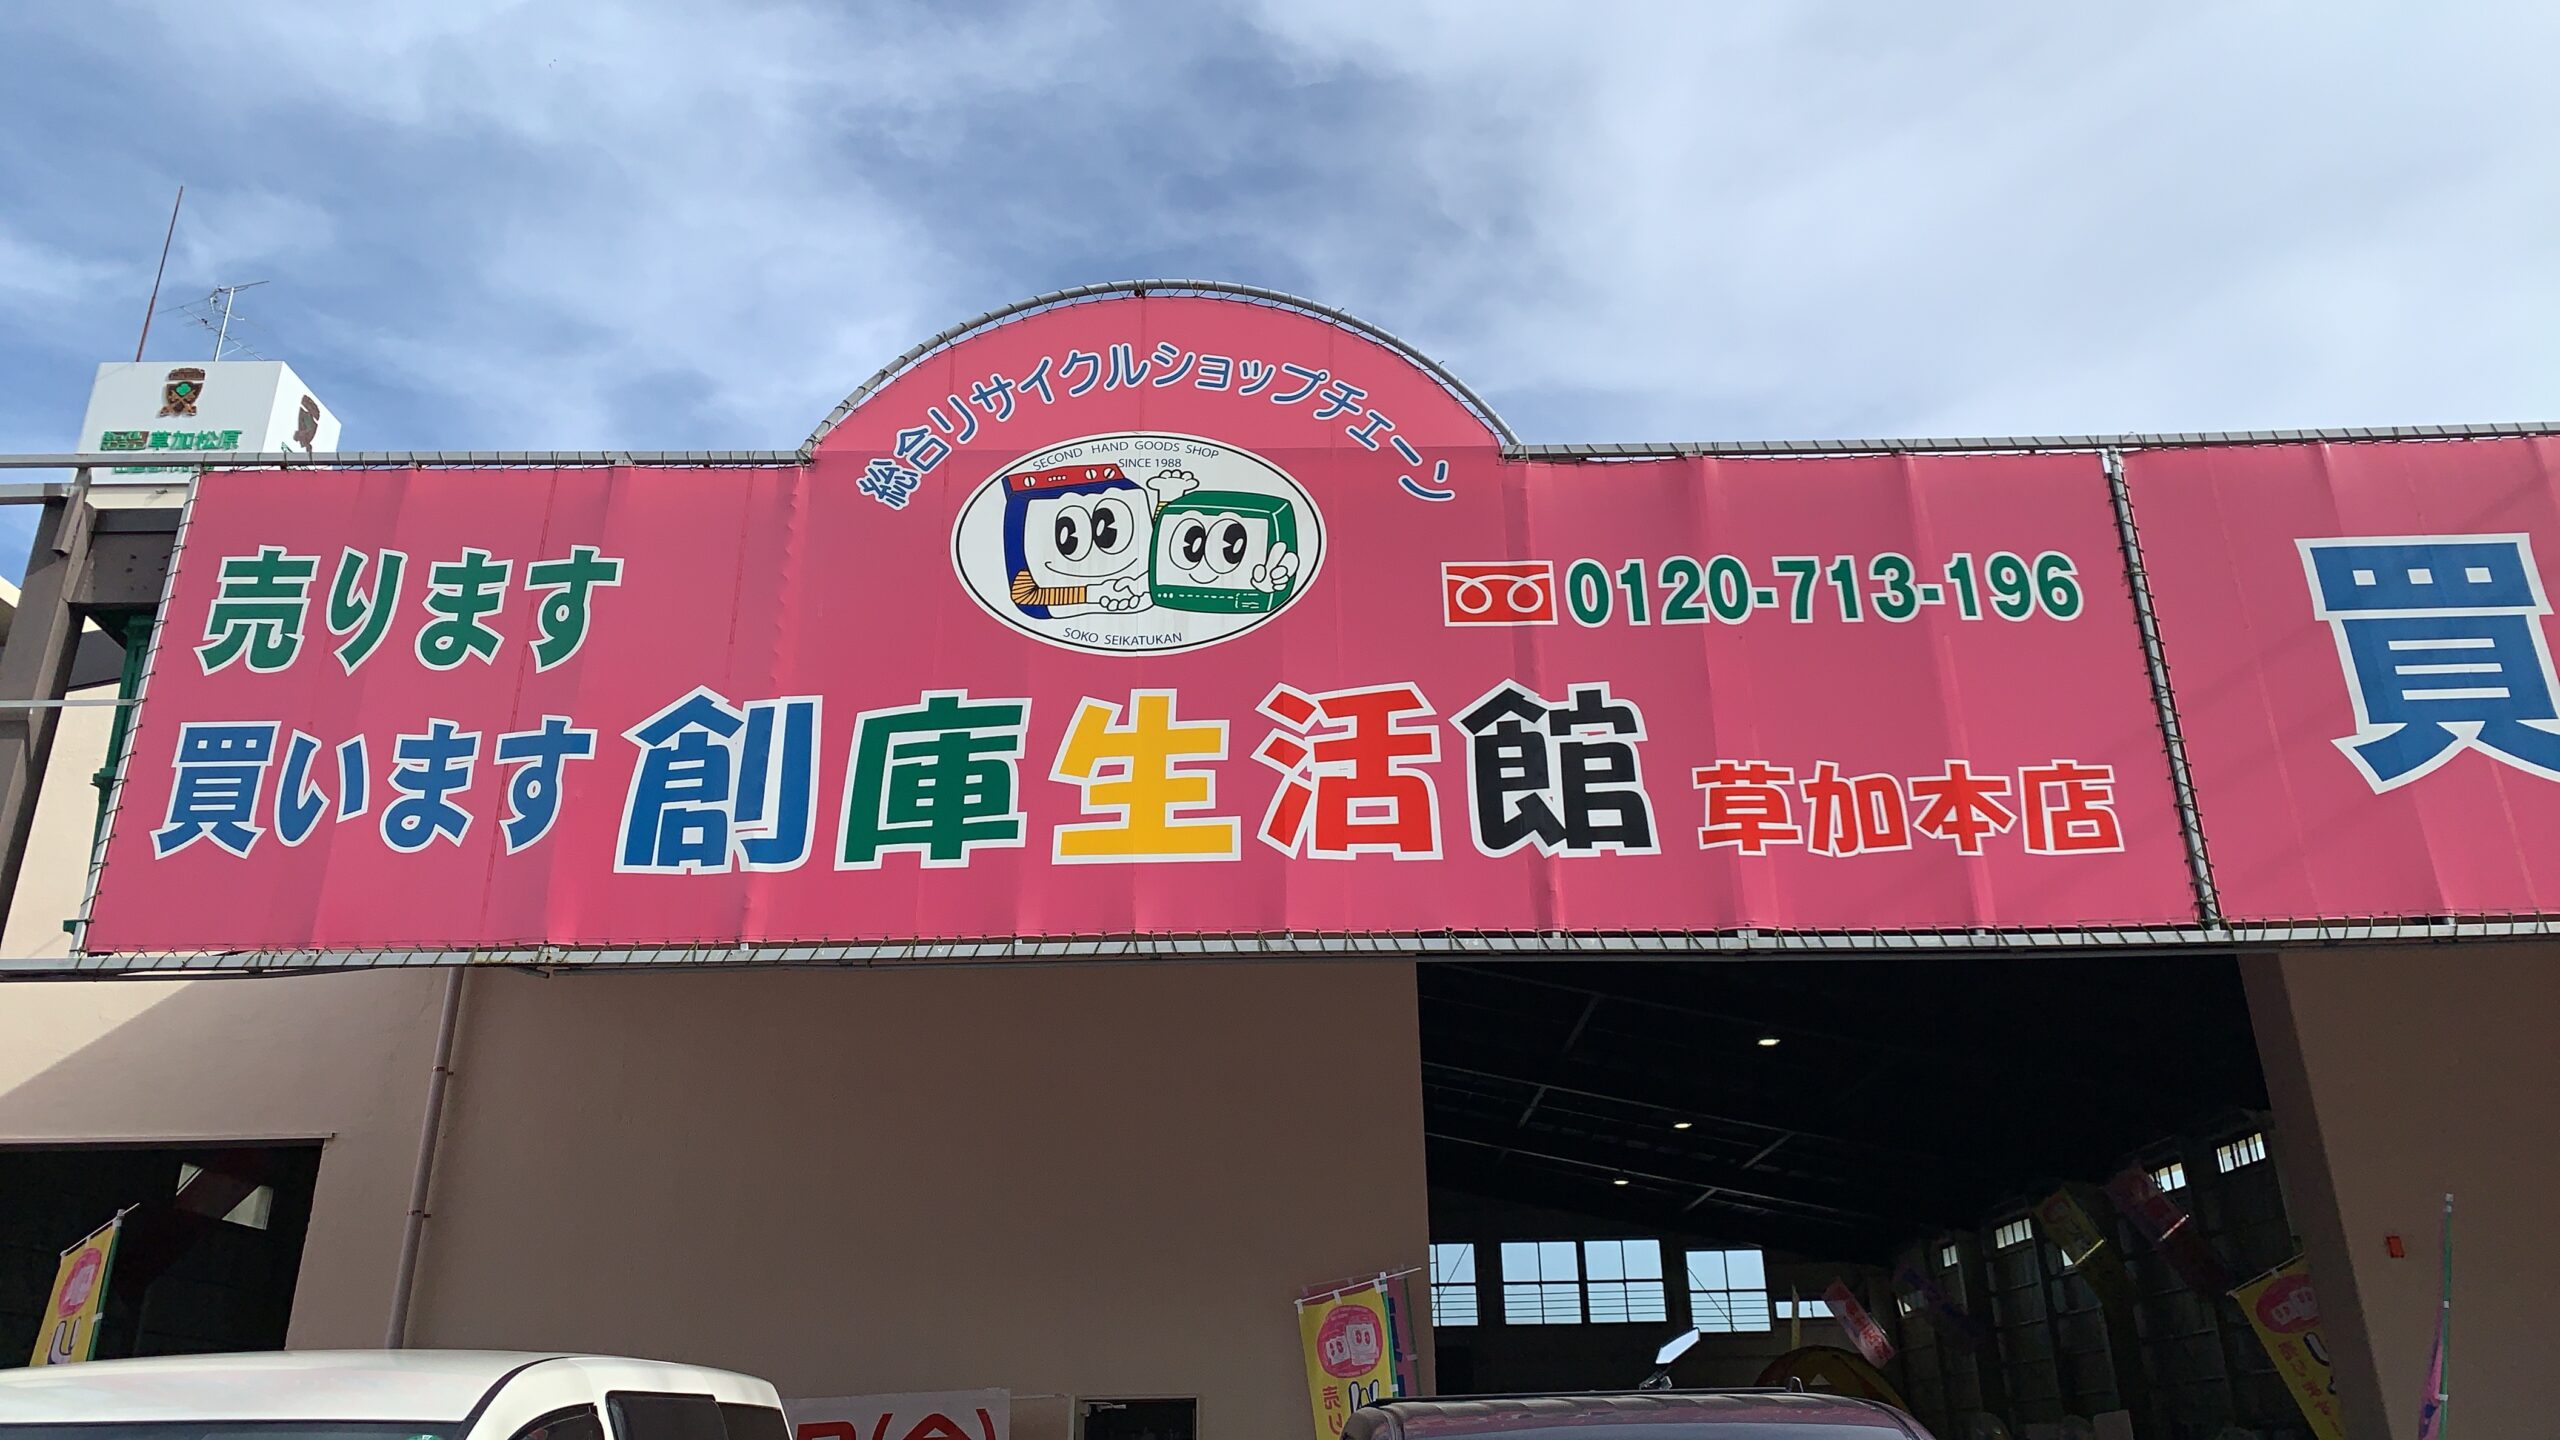 総合リサイクルショップチェーン
SECOND HAND GOODS SHOP
SINCE 1988
SOKO SEIKATUKAN
売ります
0120-713-196
買います
創庫生活館
草加本店
買
草加松原